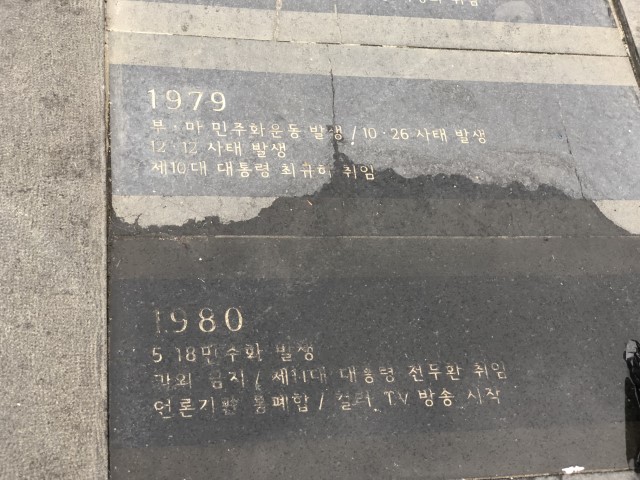 1979
부·마 민주화운동 발생 / 10·26 사태 발생
12·12 사태 발생
제10대 대통령 최규하 취임
1980
5 18민주화 발생
과외 금지 / 제11대 대통령 전두환 취임
언론기관 통폐합 / 컬러 TV 방송 시작